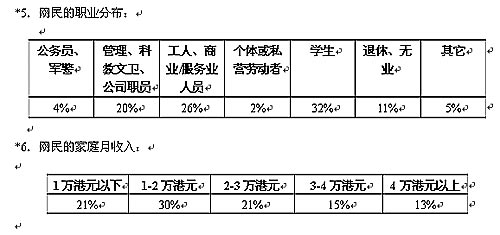 *5. 网民的职业分布：
公务员、军警 管理、科教文卫、公司职员 工人、商业/服务业人员 个体或私营劳动者 学生 退休、无业 其它
4% 20% 26% 2% 32% 11% 5%
*6. 网民的家庭月收入：
1万港元以下 1-2万港元 2-3万港元 3-4万港元 4万港元以上
21% 30% 21% 15% 13%